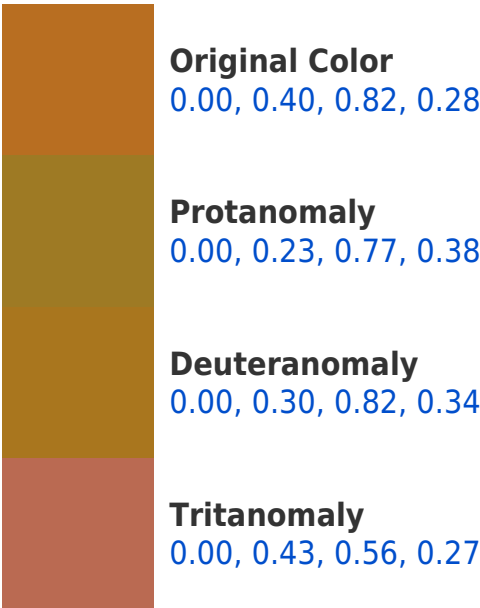 Original Color
0.00, 0.40, 0.82, 0.28
Protanomaly
0.00, 0.23, 0.77, 0.38
Deuteranomaly
0.00, 0.30, 0.82, 0.34
Tritanomaly
0.00, 0.43, 0.56, 0.27